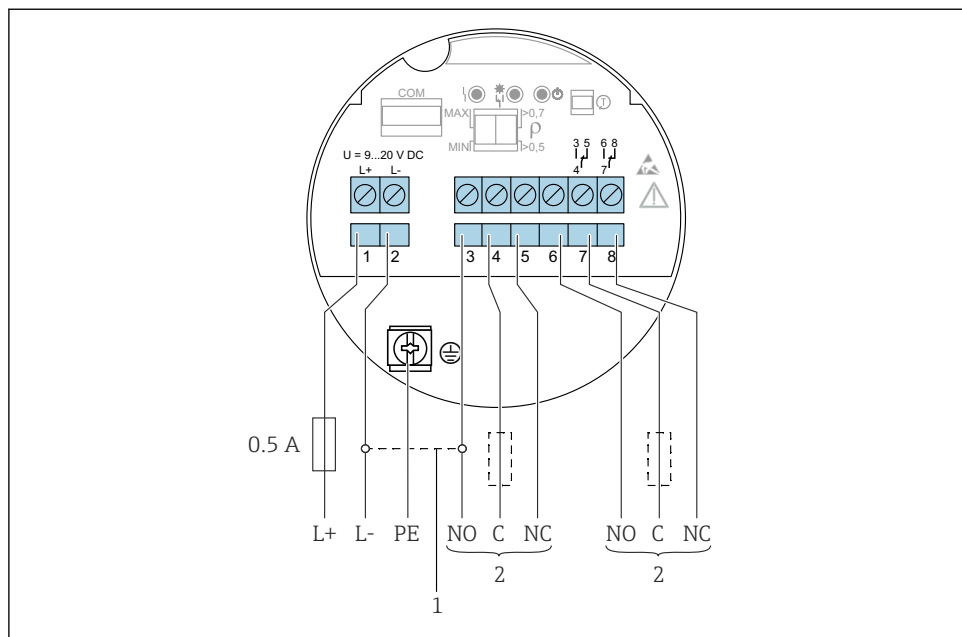 COM
MAX
>0,7
ρ
MIN
>0,5
T
3 5
4
6 8
7
U = 9...20 V DC
L+ L-
1 2 3 4 5 6 7 8
0.5 A
L+ L- PE NO C NC NO C NC
2 2
1